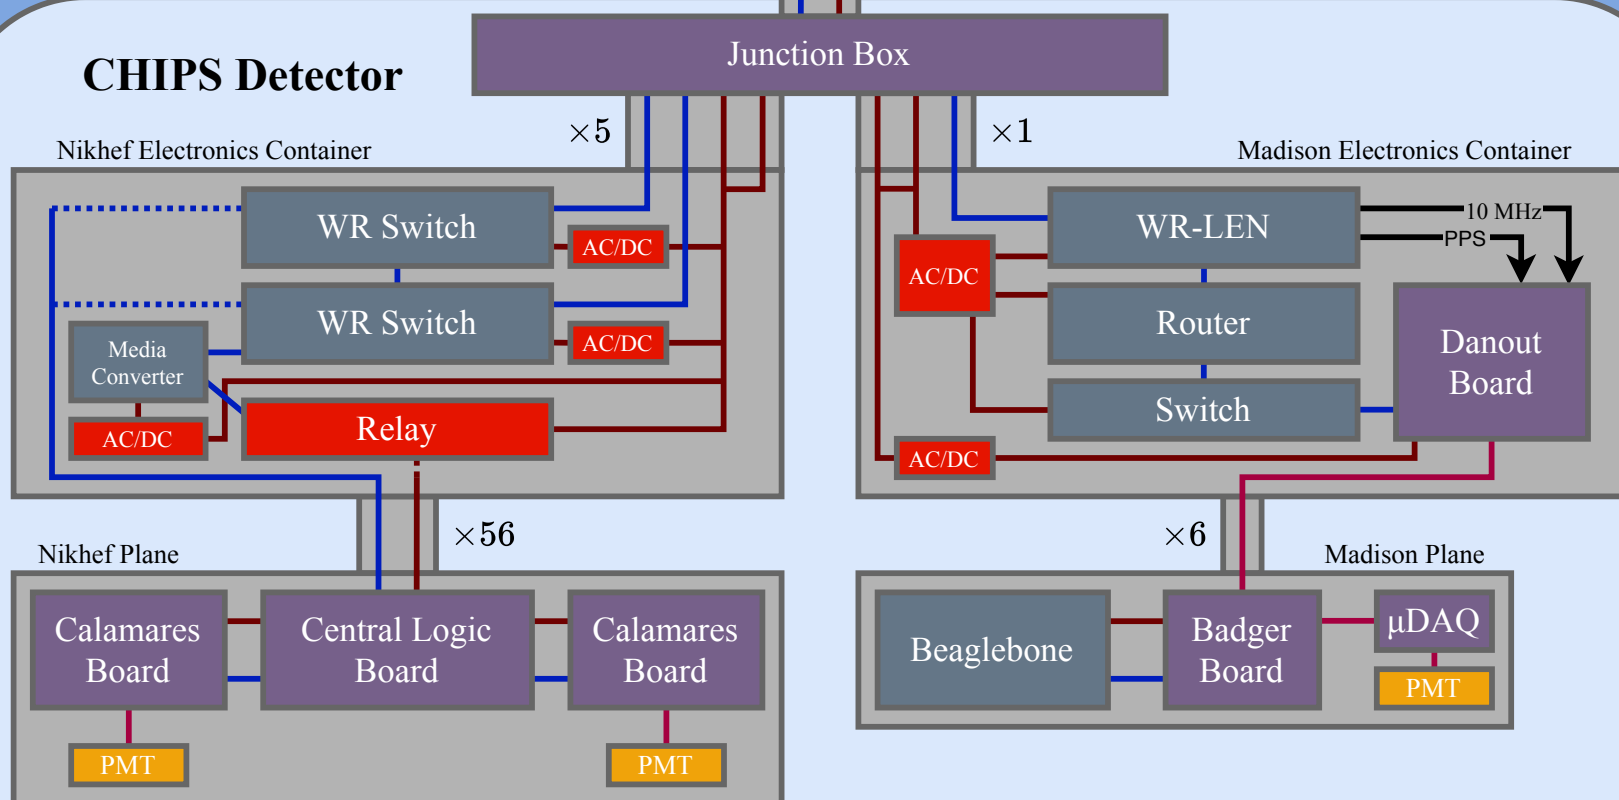 Junction Box
CHIPS Detector
×5
×1
Nikhef Electronics Container
Madison Electronics Container
WR Switch
AC/DC
WR Switch
AC/DC
Media
Converter
AC/DC
Relay
WR-LEN
10 MHz
PPS
AC/DC
Router
Danout
Board
Switch
AC/DC
×56
×6
Nikhef Plane
Madison Plane
Calamares
Board
Central Logic
Board
Calamares
Board
PMT
PMT
Beaglebone
Badger
Board
μDAQ
PMT